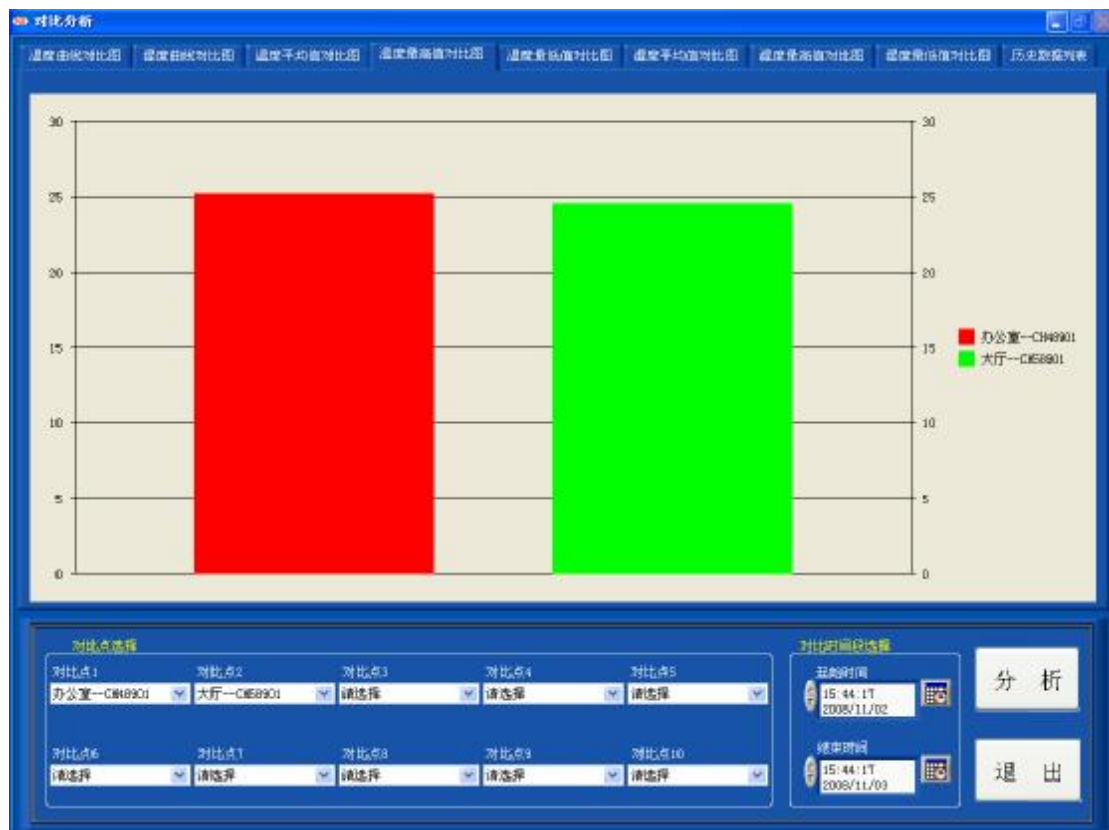 对比分析
温度曲线对比图 湿度曲线对比图 温度平均值对比图 温度最高值对比图 温度最低值对比图 湿度平均值对比图 湿度最高值对比图 湿度最低值对比图 历史数据列表
30 30
25 25
20 20
15 15
10 10
5 5
0 0
办公室--CH48901
大厅--CH58901
对比点选择
对比点1 对比点2 对比点3 对比点4 对比点5
办公室--CH48901 大厅--CH58901 请选择 请选择 请选择
对比点6 对比点7 对比点8 对比点9 对比点10
请选择 请选择 请选择 请选择 请选择
对比时间段选择
起始时间
15:44:17
2008/11/02
结束时间
15:44:17
2008/11/03
分 析
退 出